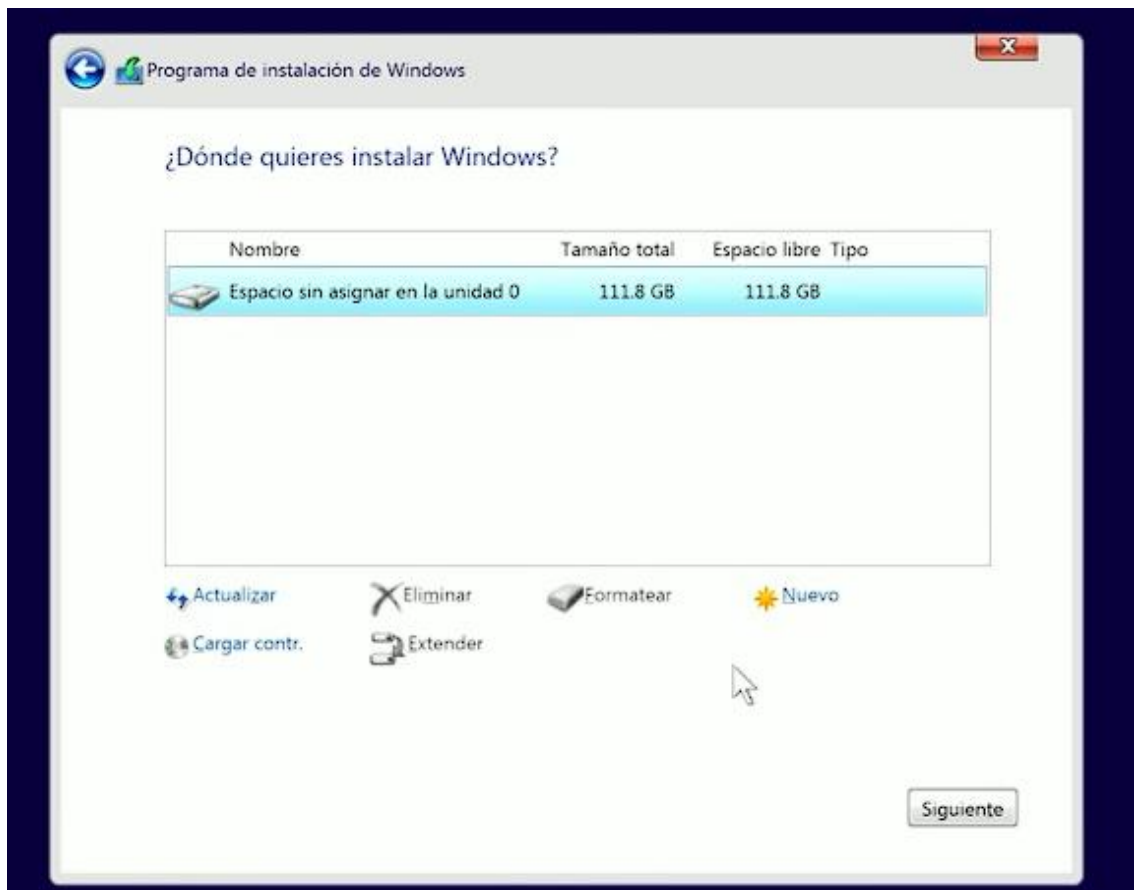 Programa de instalación de Windows
¿Dónde quieres instalar Windows?
Nombre Tamaño total Espacio libre Tipo
Espacio sin asignar en la unidad 0 111.8 GB 111.8 GB
Actualizar Eliminar Formatear Nuevo
Cargar contr. Extender
Siguiente